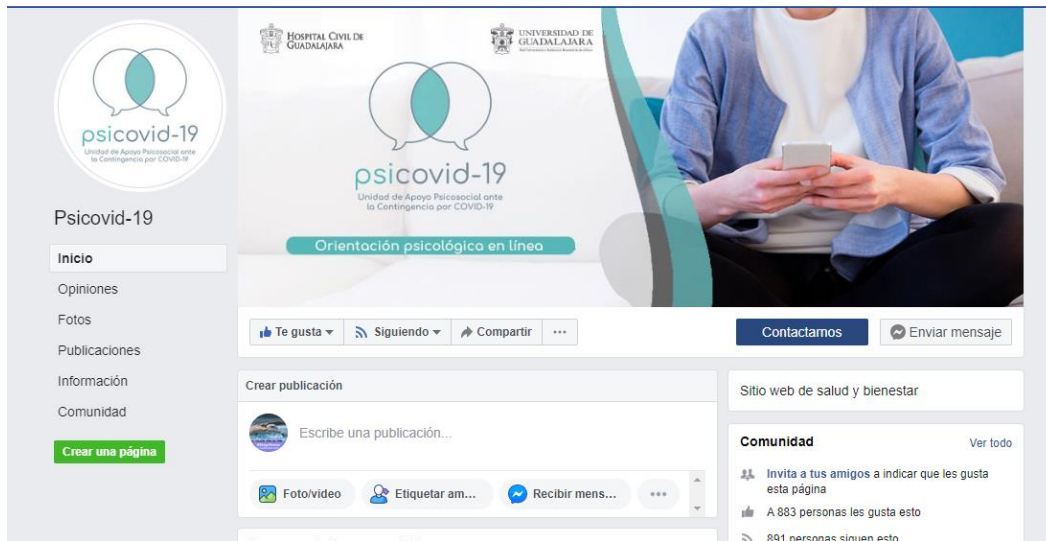 psicovid-19
Unidad de Apoyo Psicosocial ante
la Contingencia por COVID-19
Psicovid-19
Inicio
Opiniones
Fotos
Publicaciones
Información
Comunidad
Crear una página
HOSPITAL CIVIL DE
GUADALAJARA
UNIVERSIDAD DE
GUADALAJARA
psicovid-19
Unidad de Apoyo Psicosocial ante
la Contingencia por COVID-19
Orientación psicológica en línea
Te gusta
Siguiendo
Compartir
Contactarnos
Enviar mensaje
Crear publicación
Escribe una publicación...
Foto/video
Etiquetar am...
Recibir mens...
Sitio web de salud y bienestar
Comunidad
Ver todo
Invita a tus amigos a indicar que les gusta
esta página
A 883 personas les gusta esto
891 personas siguen esto